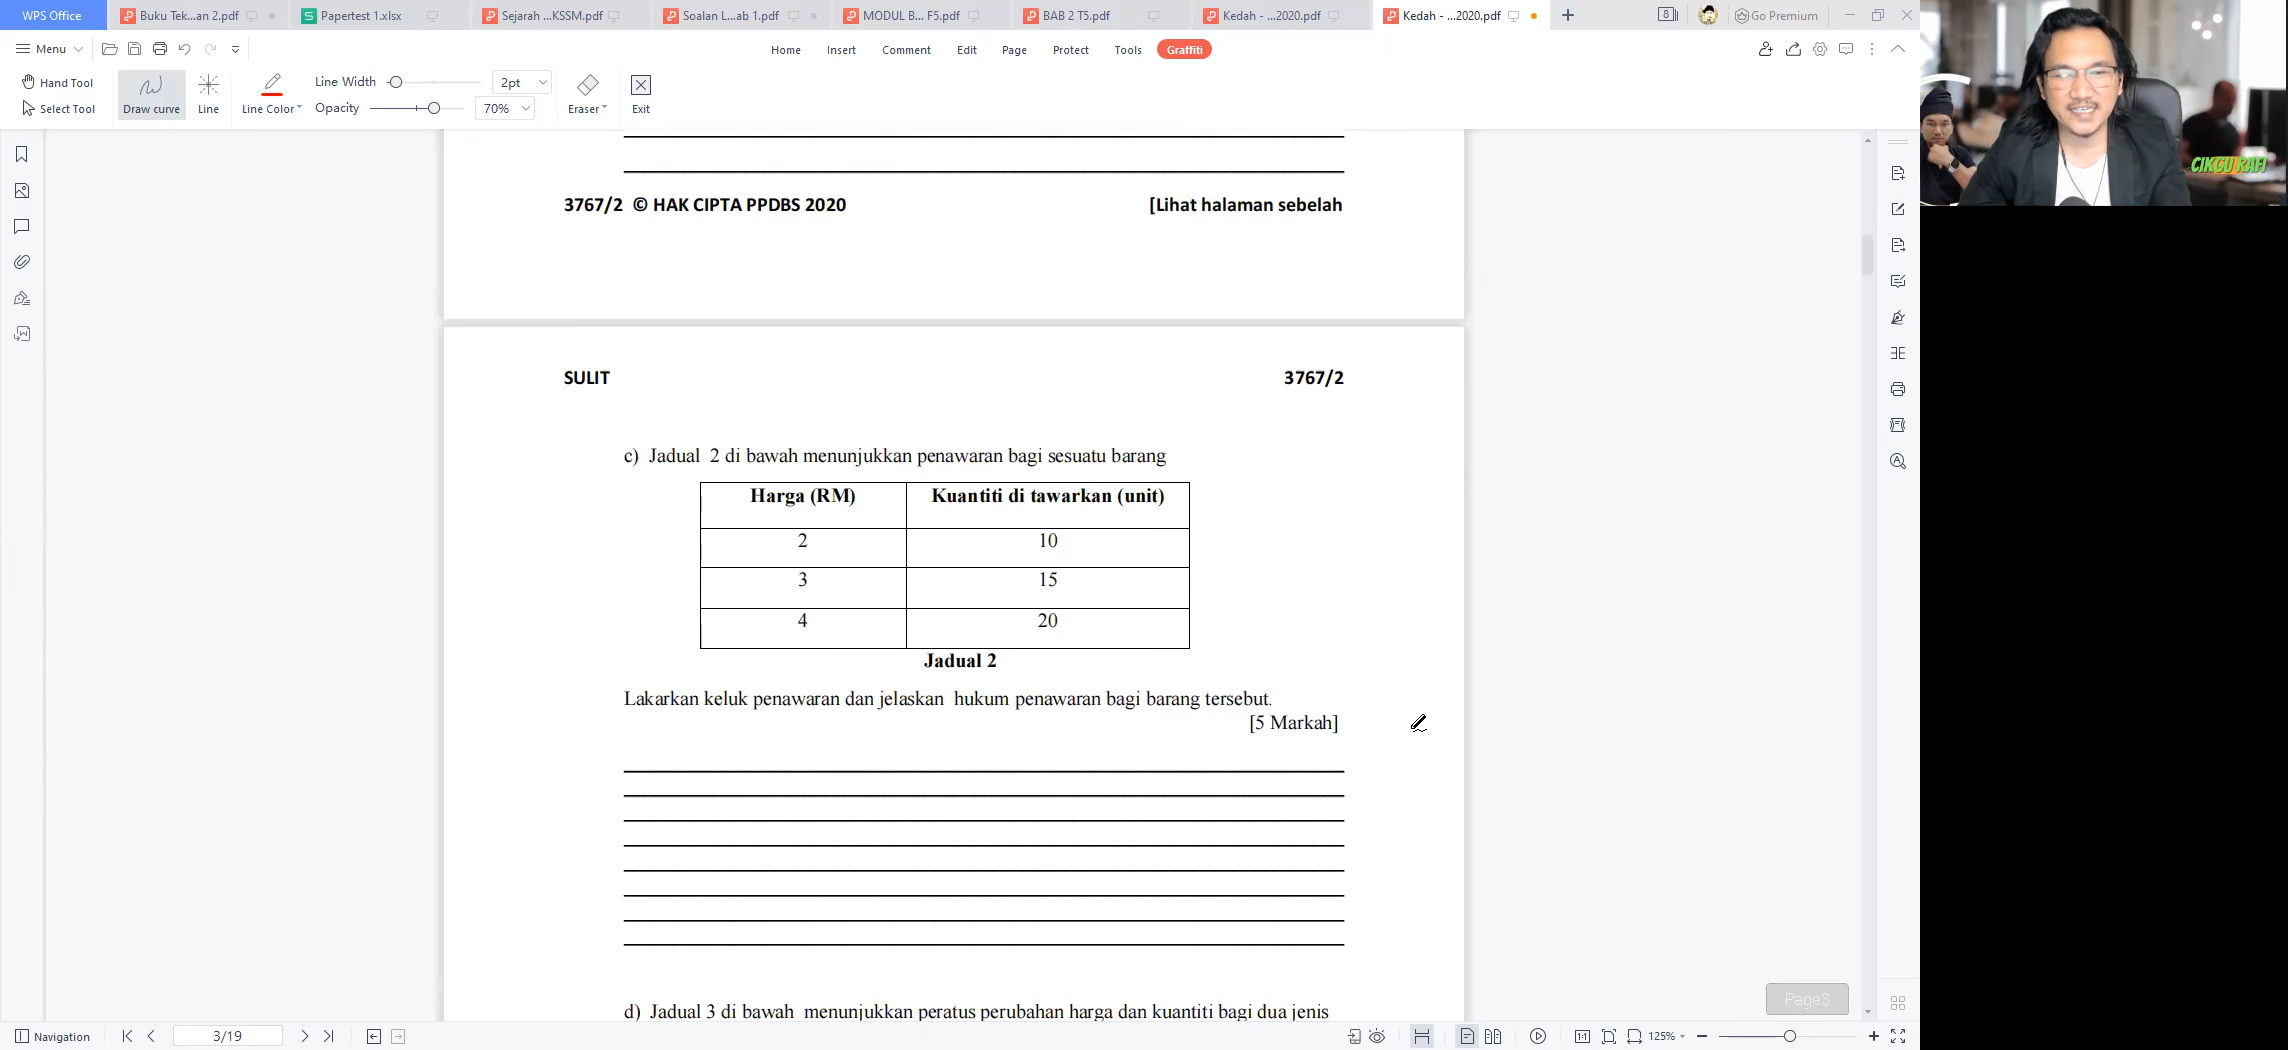 WPS Office
Buku Tek...an 2.pdf
Papertest 1.xlsx
Sejarah ...KSSM.pdf
Soalan L...ab 1.pdf
MODUL B... F5.pdf
BAB 2 T5.pdf
Kedah - ...2020.pdf
Kedah - ...2020.pdf
8
Go Premium
Menu
Home
Insert
Comment
Edit
Page
Protect
Tools
Graffiti
Hand Tool
Select Tool
Draw curve
Line
Line Color
Line Width
2pt
Opacity
70%
Eraser
Exit
CIKGU RAFI
3767/2 © HAK CIPTA PPDBS 2020
[Lihat halaman sebelah
SULIT
3767/2
c) Jadual 2 di bawah menunjukkan penawaran bagi sesuatu barang
Harga (RM) Kuantiti di tawarkan (unit)
2 10
3 15
4 20
Jadual 2
Lakarkan keluk penawaran dan jelaskan hukum penawaran bagi barang tersebut.
[5 Markah]
d) Jadual 3 di bawah menunjukkan peratus perubahan harga dan kuantiti bagi dua jenis
Page3
Navigation
3/19
1:1
125%